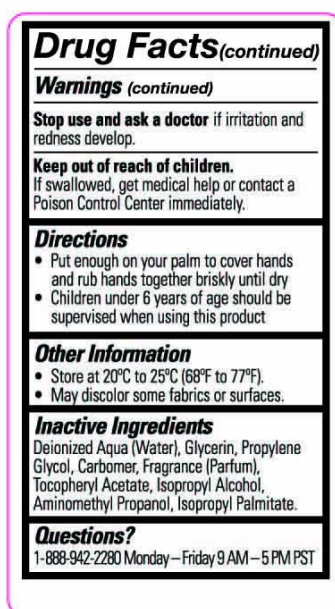 Drug Facts (continued)
Warnings (continued)
Stop use and ask a doctor if irritation and
redness develop.
Keep out of reach of children.
If swallowed, get medical help or contact a
Poison Control Center immediately.
Directions
• Put enough on your palm to cover hands
and rub hands together briskly until dry
• Children under 6 years of age should be
supervised when using this product
Other Information
• Store at 20ºC to 25ºC (68ºF to 77ºF).
• May discolor some fabrics or surfaces.
Inactive Ingredients
Deionized Aqua (Water), Glycerin, Propylene
Glycol, Carbomer, Fragrance (Parfum),
Tocopheryl Acetate, Isopropyl Alcohol,
Aminomethyl Propanol, Isopropyl Palmitate.
Questions?
1-888-942-2280 Monday – Friday 9 AM – 5 PM PST